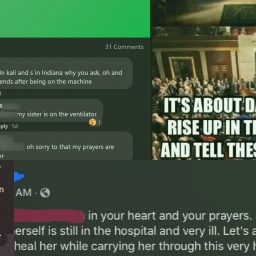 31 Comments
In kali and s in Indiana why you ask, oh and
ends after being on the machine
my sister is on the ventilator.
5d
oh sorry to that my prayers are
IT'S ABOUT
RISE UP IN
AND TELL THESE
AM
in your heart and your prayers.
erself is still in the hospital and very ill. Let's a
heal her while carrying her through this very